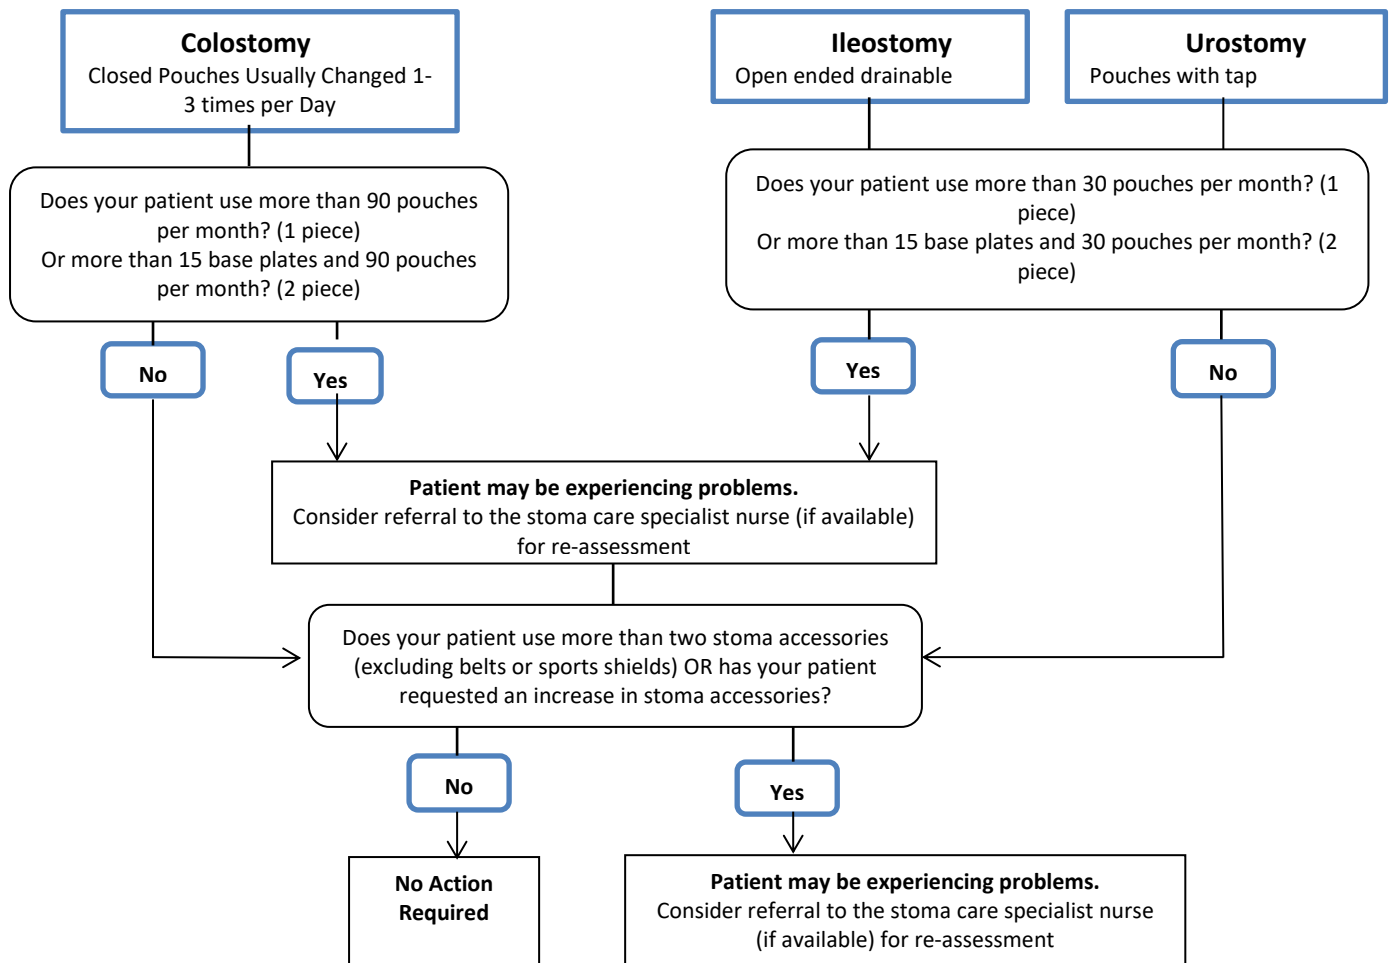 Colostomy
Closed Pouches Usually Changed 1-
3 times per Day
Ileostomy
Open ended drainable
Urostomy
Pouches with tap
Does your patient use more than 90 pouches
per month? (1 piece)
Or more than 15 base plates and 90 pouches
per month? (2 piece)
Does your patient use more than 30 pouches per month? (1
piece)
Or more than 15 base plates and 30 pouches per month? (2
piece)
No
Yes
Yes
No
Patient may be experiencing problems.
Consider referral to the stoma care specialist nurse (if available)
for re-assessment
Does your patient use more than two stoma accessories
(excluding belts or sports shields) OR has your patient
requested an increase in stoma accessories?
No
Yes
No Action
Required
Patient may be experiencing problems.
Consider referral to the stoma care specialist nurse
(if available) for re-assessment